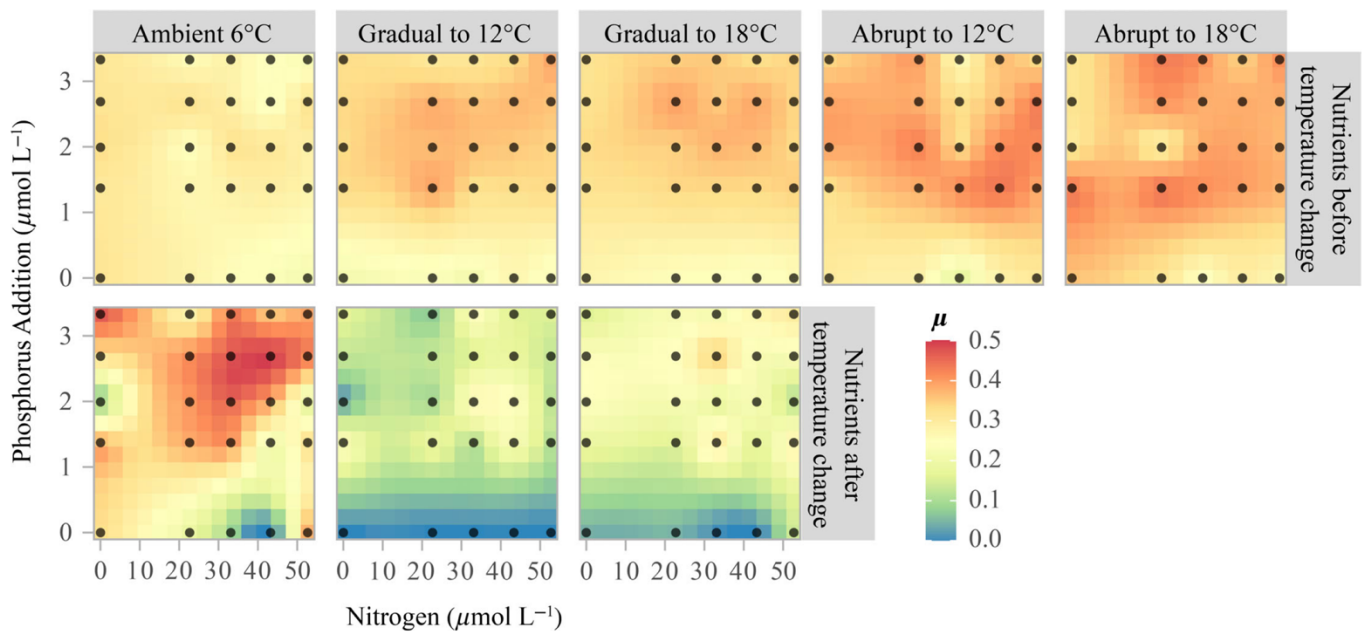 Ambient 6°C
Gradual to 12°C
Gradual to 18°C
Abrupt to 12°C
Abrupt to 18°C
Nutrients before
temperature change
Phosphorus Addition (μmol L⁻¹)
3
2
1
0
3
2
1
0
Nutrients after
temperature change
μ
0.5
0.4
0.3
0.2
0.1
0.0
0 10 20 30 40 50
0 10 20 30 40 50
0 10 20 30 40 50
Nitrogen (μmol L⁻¹)